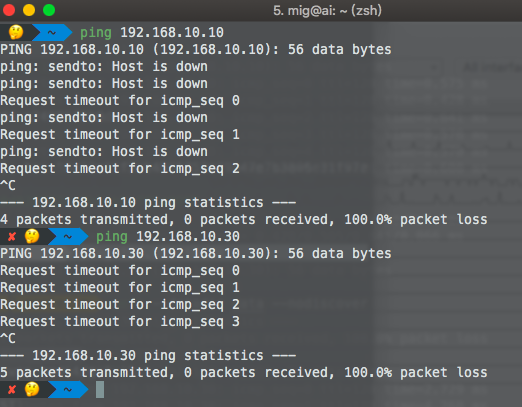 5. mig@ai: ~ (zsh)
🤔 ~ ping 192.168.10.10
PING 192.168.10.10 (192.168.10.10): 56 data bytes
ping: sendto: Host is down
ping: sendto: Host is down
Request timeout for icmp_seq 0
ping: sendto: Host is down
Request timeout for icmp_seq 1
ping: sendto: Host is down
Request timeout for icmp_seq 2
^C
--- 192.168.10.10 ping statistics ---
4 packets transmitted, 0 packets received, 100.0% packet loss
✘ 🤔 ~ ping 192.168.10.30
PING 192.168.10.30 (192.168.10.30): 56 data bytes
Request timeout for icmp_seq 0
Request timeout for icmp_seq 1
Request timeout for icmp_seq 2
Request timeout for icmp_seq 3
^C
--- 192.168.10.30 ping statistics ---
5 packets transmitted, 0 packets received, 100.0% packet loss
✘ 🤔 ~